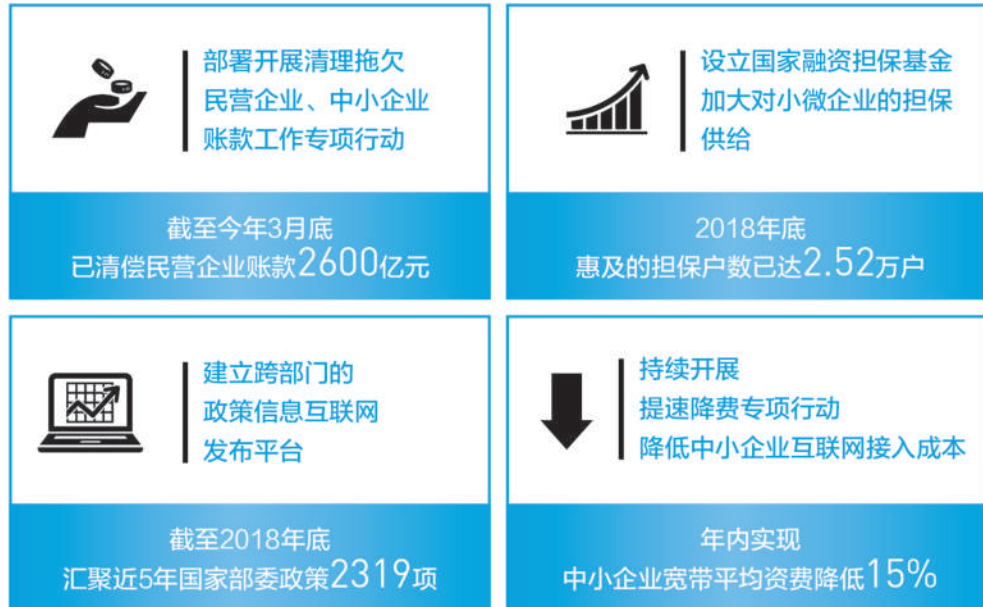 部署开展清理拖欠
民营企业、中小企业
账款工作专项行动
截至今年3月底
已清偿民营企业账款2600亿元
设立国家融资担保基金
加大对小微企业的担保
供给
2018年底
惠及的担保户数已达2.52万户
建立跨部门的
政策信息互联网
发布平台
截至2018年底
汇聚近5年国家部委政策2319项
持续开展
提速降费专项行动
降低中小企业互联网接入成本
年内实现
中小企业宽带平均资费降低15%